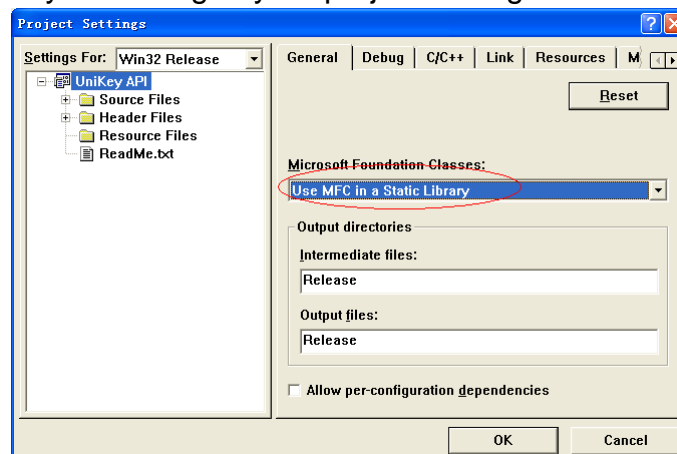 Project Settings
Settings For: Win32 Release
General Debug C/C++ Link Resources M
UniKey API
Source Files
Header Files
Resource Files
ReadMe.txt
Reset
Microsoft Foundation Classes:
Use MFC in a Static Library
Output directories
Intermediate files:
Release
Output files:
Release
Allow per-configuration dependencies
OK Cancel